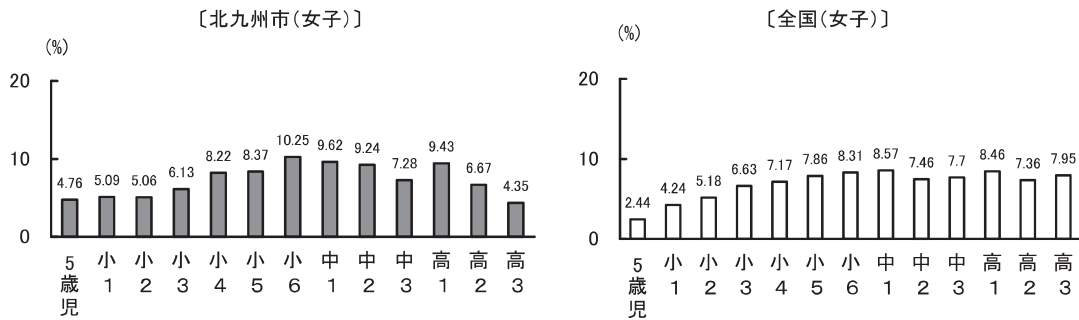 〔北九州市(女子)〕
(%)
20
10
0
4.76 5.09 5.06 6.13 8.22 8.37 10.25 9.62 9.24 7.28 9.43 6.67 4.35
5歳児 小1 小2 小3 小4 小5 小6 中1 中2 中3 高1 高2 高3
〔全国(女子)〕
(%)
20
10
0
2.44 4.24 5.18 6.63 7.17 7.86 8.31 8.57 7.46 7.7 8.46 7.36 7.95
5歳児 小1 小2 小3 小4 小5 小6 中1 中2 中3 高1 高2 高3